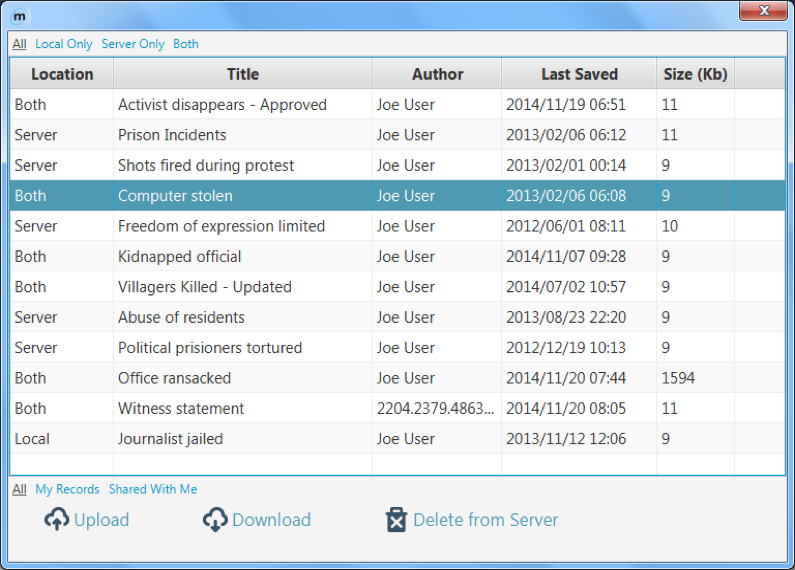 m
X
All Local Only Server Only Both
Location Title Author Last Saved Size (Kb)
Both Activist disappears - Approved Joe User 2014/11/19 06:51 11
Server Prison Incidents Joe User 2013/02/06 06:12 11
Server Shots fired during protest Joe User 2013/02/01 00:14 9
Both Computer stolen Joe User 2013/02/06 06:08 9
Server Freedom of expression limited Joe User 2012/06/01 08:11 10
Both Kidnapped official Joe User 2014/11/07 09:28 9
Both Villagers Killed - Updated Joe User 2014/07/02 10:57 9
Server Abuse of residents Joe User 2013/08/23 22:20 9
Server Political prisioners tortured Joe User 2012/12/19 10:13 9
Both Office ransacked Joe User 2014/11/20 07:44 1594
Both Witness statement 2204.2379.4863... 2014/11/20 08:05 11
Local Journalist jailed Joe User 2013/11/12 12:06 9
All My Records Shared With Me
Upload Download Delete from Server